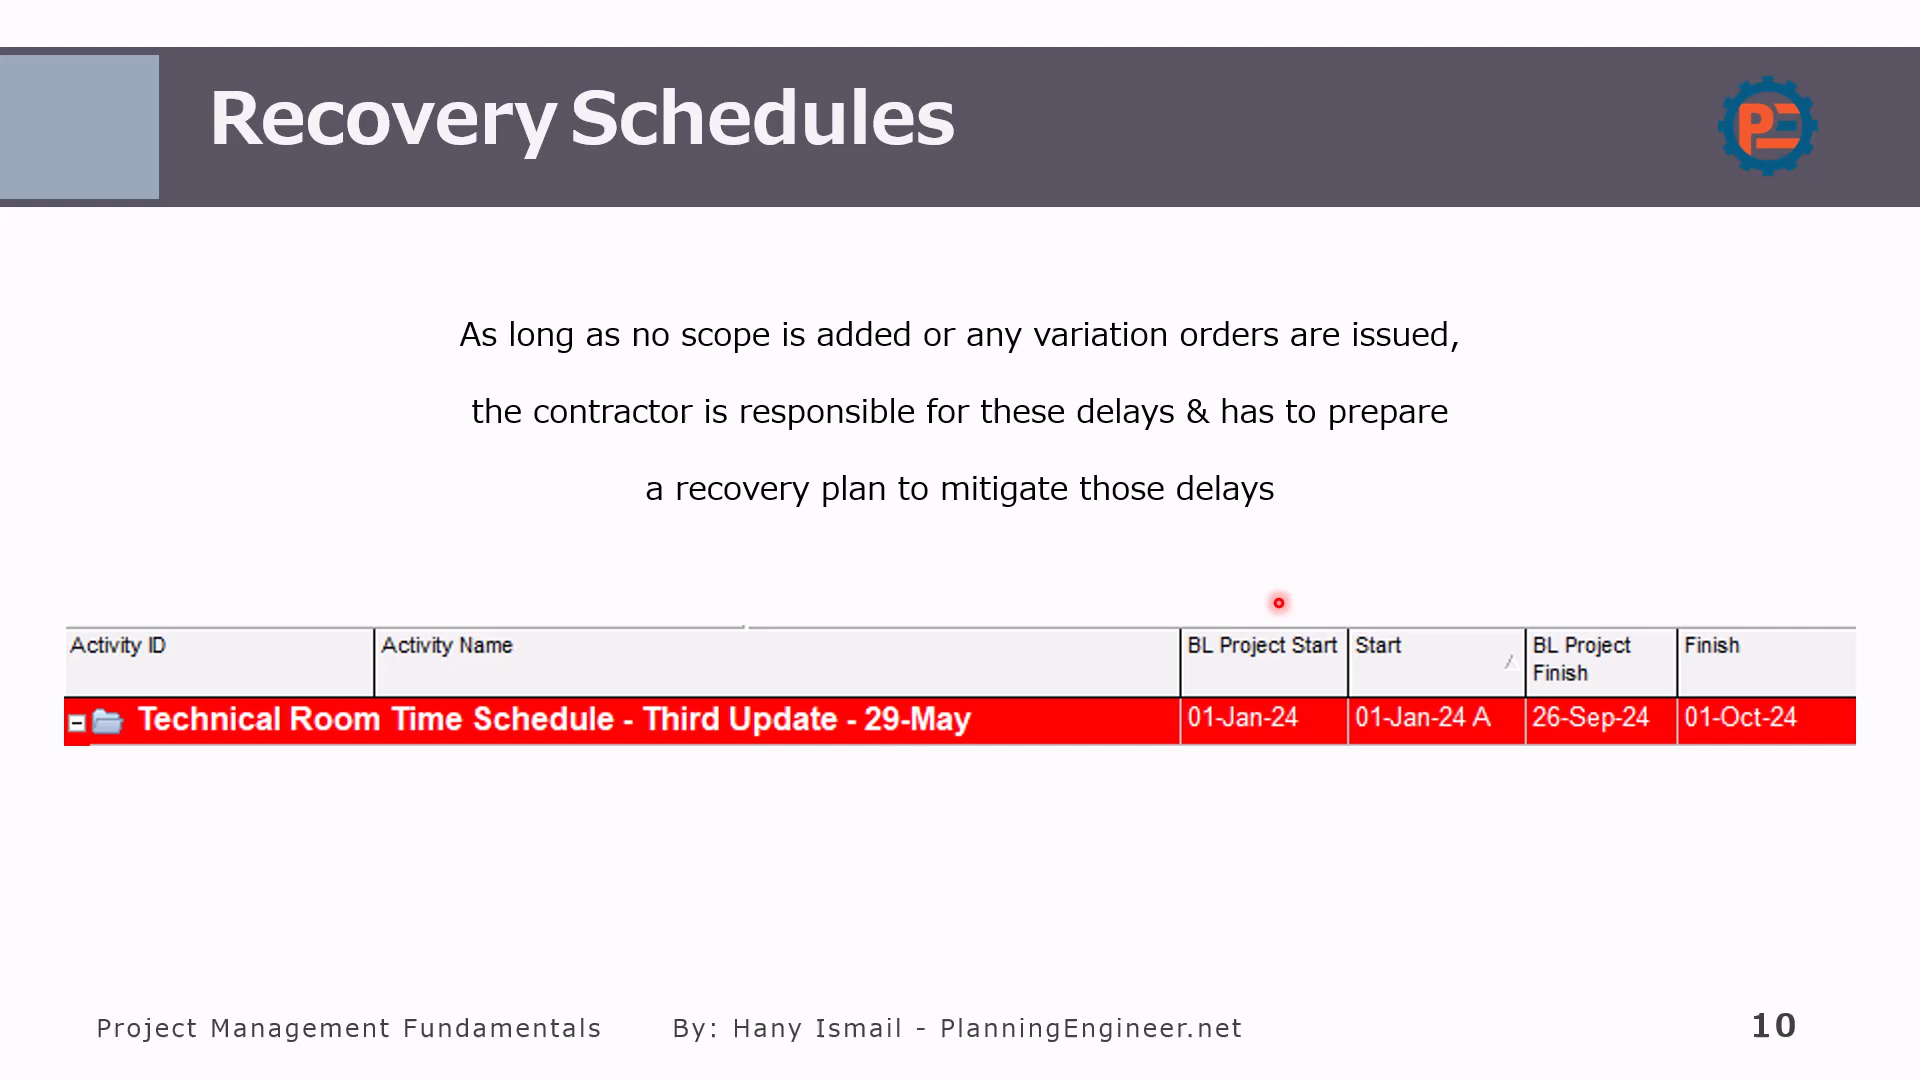 Recovery Schedules
PE
As long as no scope is added or any variation orders are issued,
the contractor is responsible for these delays & has to prepare
a recovery plan to mitigate those delays
Activity ID Activity Name BL Project Start Start BL Project Finish Finish
Technical Room Time Schedule - Third Update - 29-May 01-Jan-24 01-Jan-24 A 26-Sep-24 01-Oct-24
Project Management Fundamentals By: Hany Ismail - PlanningEngineer.net 10